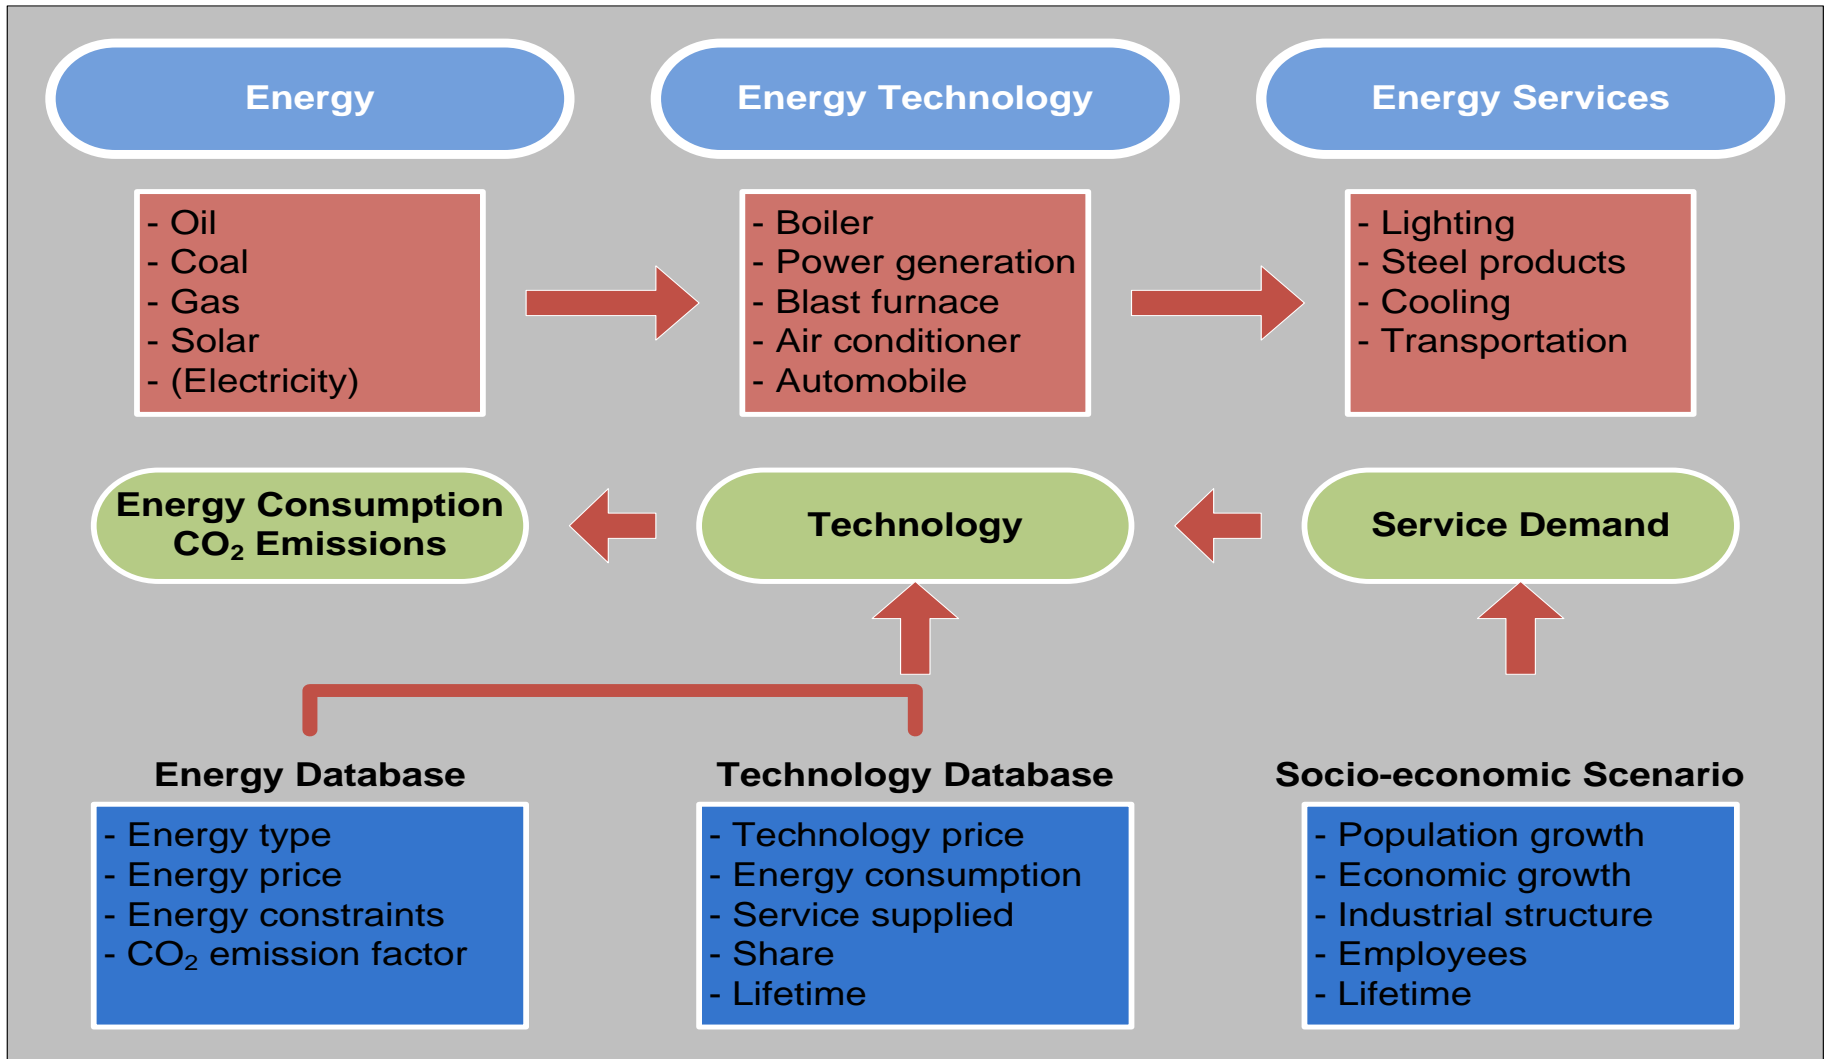 Energy
Energy Technology
Energy Services
- Oil
- Coal
- Gas
- Solar
- (Electricity)
- Boiler
- Power generation
- Blast furnace
- Air conditioner
- Automobile
- Lighting
- Steel products
- Cooling
- Transportation
Energy Consumption
CO₂ Emissions
Technology
Service Demand
Energy Database
- Energy type
- Energy price
- Energy constraints
- CO₂ emission factor
Technology Database
- Technology price
- Energy consumption
- Service supplied
- Share
- Lifetime
Socio-economic Scenario
- Population growth
- Economic growth
- Industrial structure
- Employees
- Lifetime